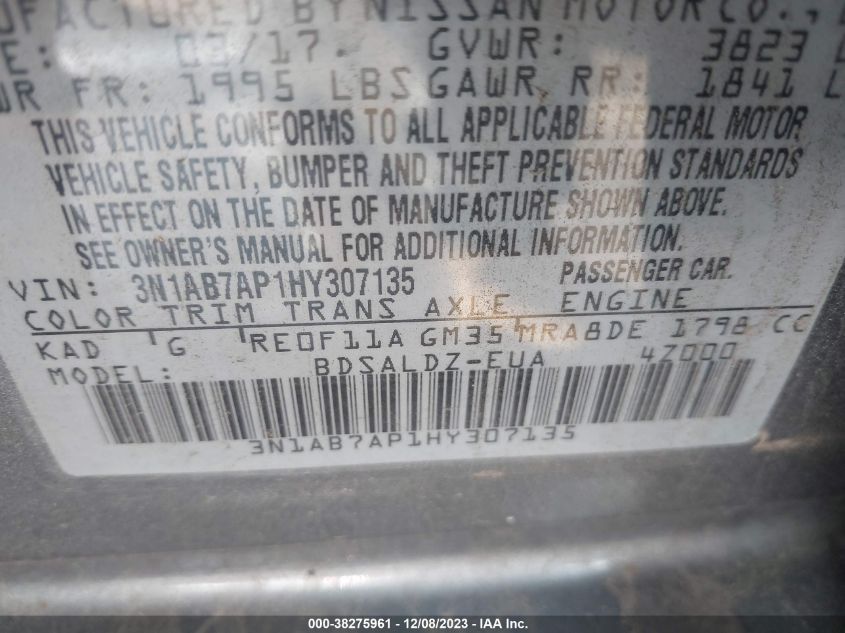 UFACTURED BY NISSAN MOTOR CO.,
E: 03/17 GVWR: 3823
WR FR: 1995 LBS GAWR RR: 1841 L
THIS VEHICLE CONFORMS TO ALL APPLICABLE FEDERAL MOTOR
VEHICLE SAFETY, BUMPER AND THEFT PREVENTION STANDARDS
IN EFFECT ON THE DATE OF MANUFACTURE SHOWN ABOVE.
SEE OWNER'S MANUAL FOR ADDITIONAL INFORMATION.
VIN: 3N1AB7AP1HY307135 PASSENGER CAR.
COLOR TRIM TRANS AXLE ENGINE
KAD G RE0F11A GM35 MRA8DE 1798 CC
MODEL: BDSALDZ-EUA 47000
3N1AB7AP1HY307135
000-38275961 - 12/08/2023 - IAAI.com